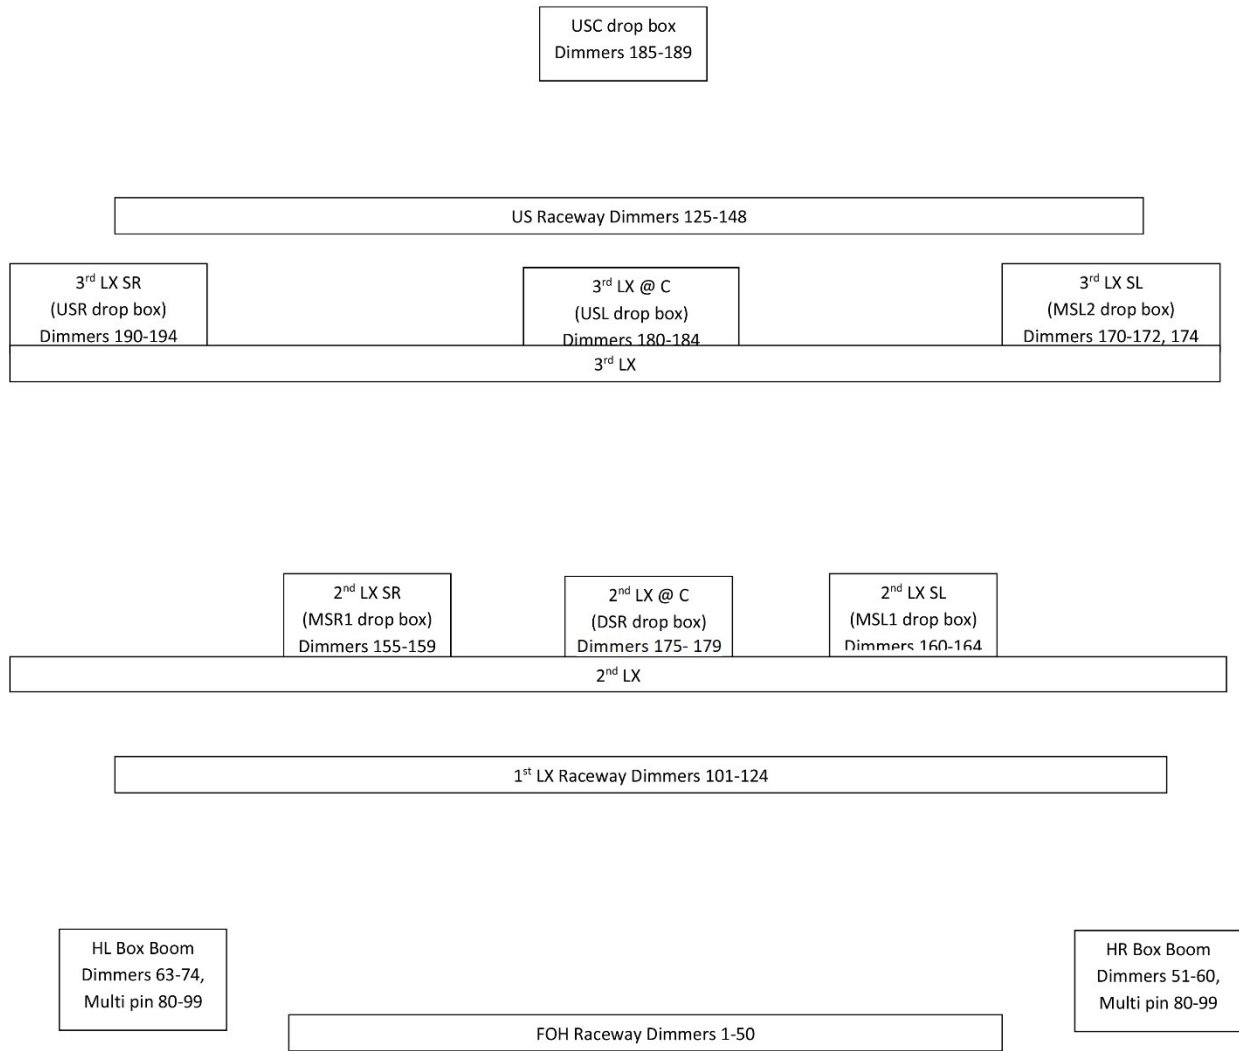 USC drop box
Dimmers 185-189
US Raceway Dimmers 125-148
3rd LX SR
(USR drop box)
Dimmers 190-194
3rd LX @ C
(USL drop box)
Dimmers 180-184
3rd LX SL
(MSL2 drop box)
Dimmers 170-172, 174
3rd LX
2nd LX SR
(MSR1 drop box)
Dimmers 155-159
2nd LX @ C
(DSR drop box)
Dimmers 175- 179
2nd LX SL
(MSL1 drop box)
Dimmers 160-164
2nd LX
1st LX Raceway Dimmers 101-124
HL Box Boom
Dimmers 63-74,
Multi pin 80-99
HR Box Boom
Dimmers 51-60,
Multi pin 80-99
FOH Raceway Dimmers 1-50